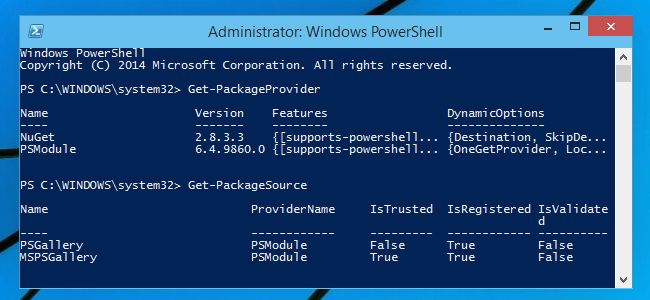 Administrator: Windows PowerShell
Windows PowerShell
Copyright (C) 2014 Microsoft Corporation. All rights reserved.
PS C:\WINDOWS\system32> Get-PackageProvider
Name Version Features DynamicOptions
---- ------- -------- --------------
NuGet 2.8.3.3 {[supports-powershell... {Destination, SkipDe...
PSModule 6.4.9860.0 {[supports-powershell... {OneGetProvider, Loc...
PS C:\WINDOWS\system32> Get-PackageSource
Name ProviderName IsTrusted IsRegistered IsValidate
d
---- ------------ --------- ------------ ----------
PSGallery PSModule False True False
MSPSGallery PSModule True True False